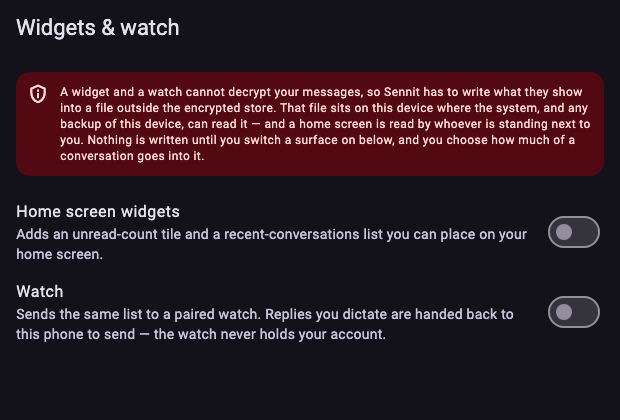 Widgets & watch
A widget and a watch cannot decrypt your messages, so Sennit has to write what they show
into a file outside the encrypted store. That file sits on this device where the system, and any
backup of this device, can read it — and a home screen is read by whoever is standing next to
you. Nothing is written until you switch a surface on below, and you choose how much of a
conversation goes into it.
Home screen widgets
Adds an unread-count tile and a recent-conversations list you can place on your
home screen.
Watch
Sends the same list to a paired watch. Replies you dictate are handed back to
this phone to send — the watch never holds your account.